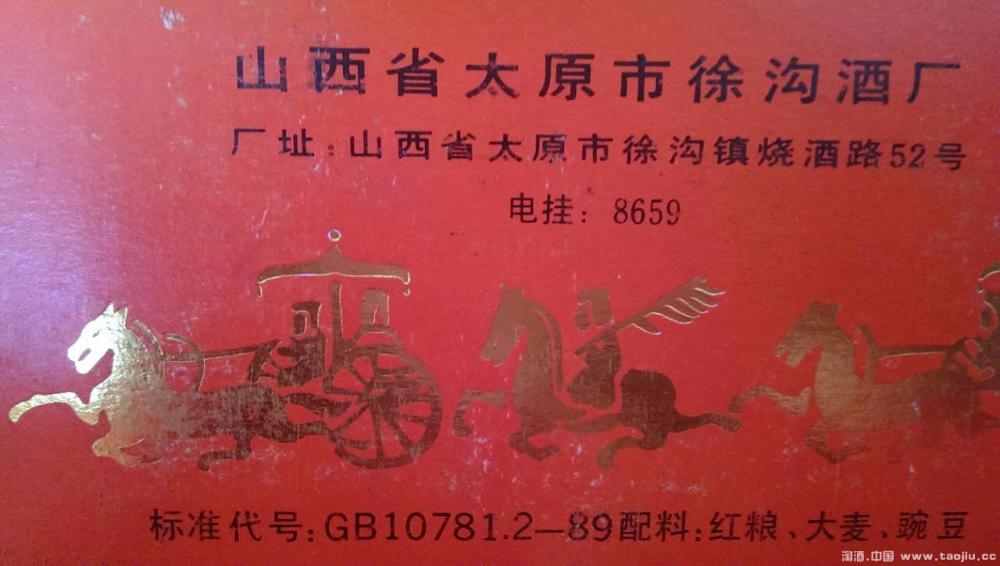 山西省太原市徐沟酒厂
厂址:山西省太原市徐沟镇烧酒路52号
电挂:8659
标准代号:GB10781.2—89配料:红粮、大麦、豌豆
淘酒.中国 www.taojiu.cc